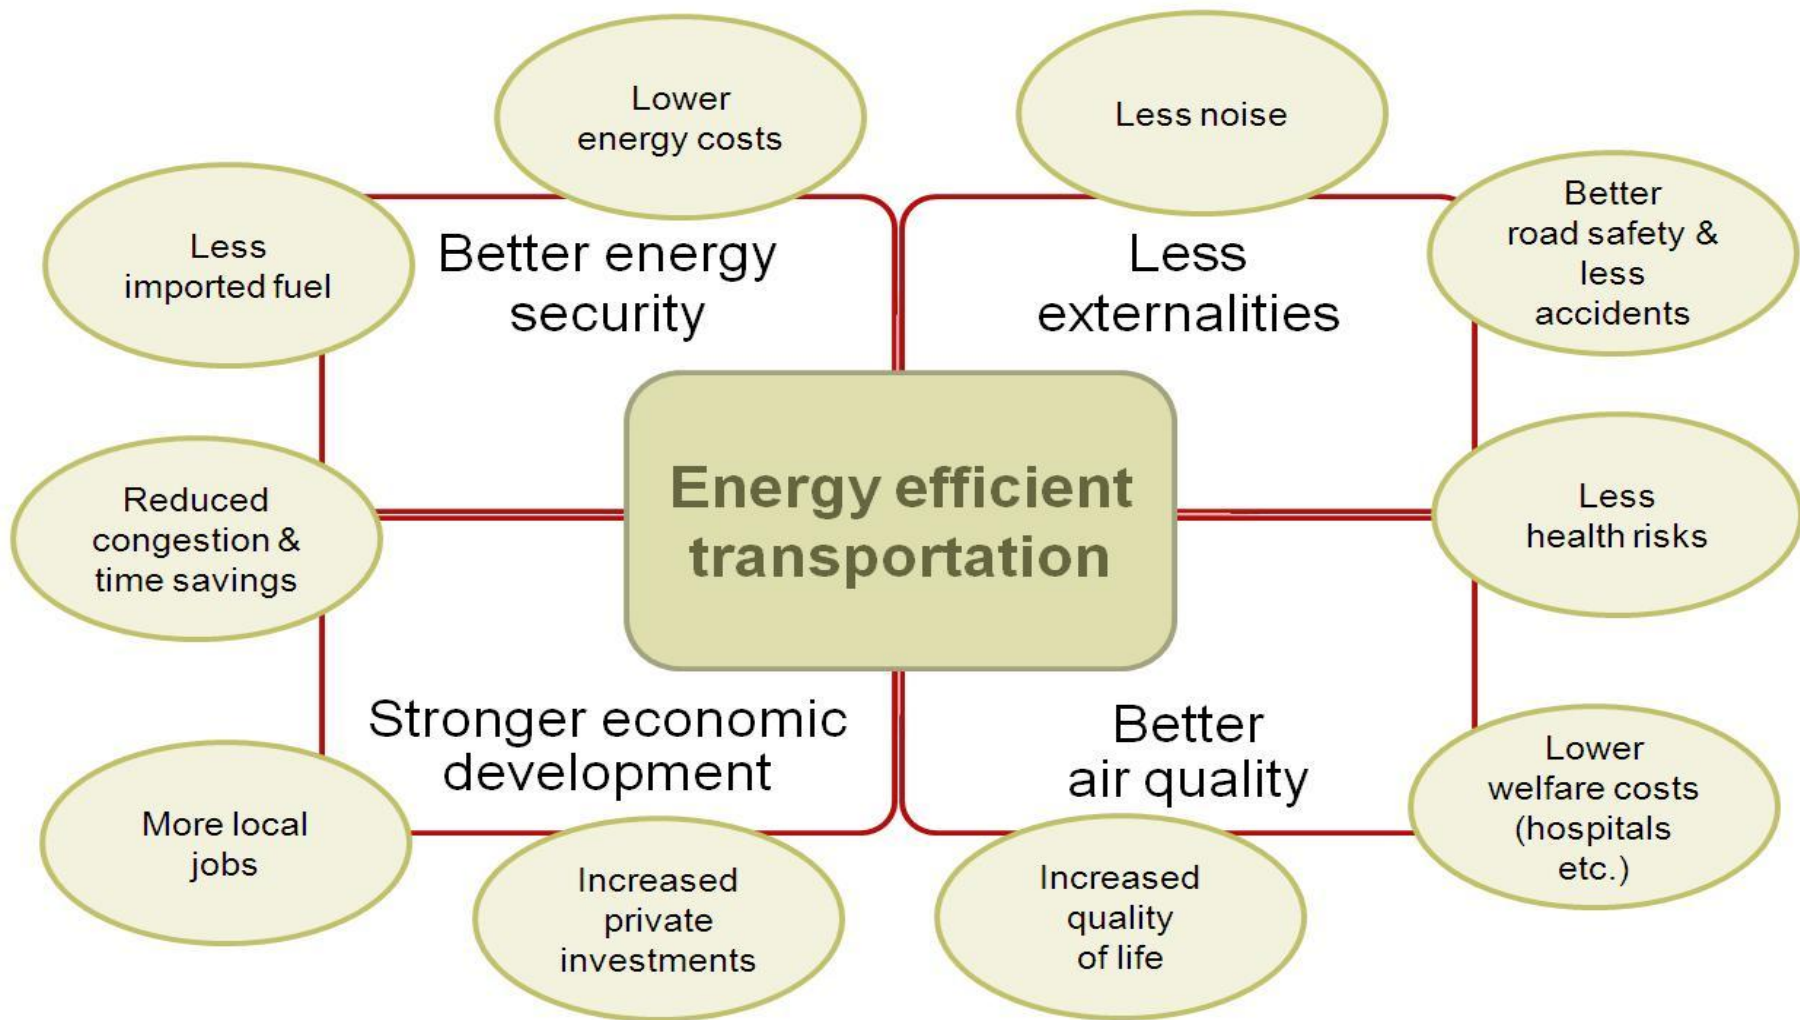 Lower
energy costs
Less noise
Less
imported fuel
Better energy
security
Less
externalities
Better
road safety &
less
accidents
Reduced
congestion &
time savings
Energy efficient
transportation
Less
health risks
More local
jobs
Stronger economic
development
Better
air quality
Lower
welfare costs
(hospitals
etc.)
Increased
private
investments
Increased
quality
of life